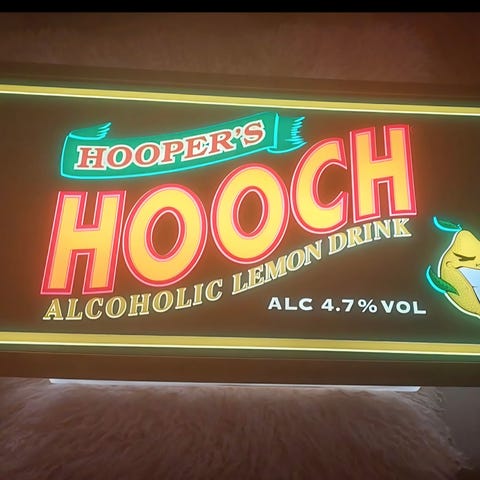 HOOPER'S
HOOCH
ALCOHOLIC LEMON DRINK
ALC 4.7% VOL